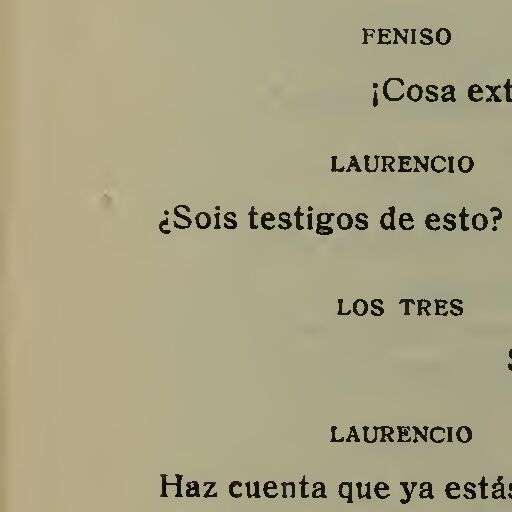 FENISO
¡Cosa ext
LAURENCIO
¿Sois testigos de esto?
LOS TRES
LAURENCIO
Haz cuenta que ya estás